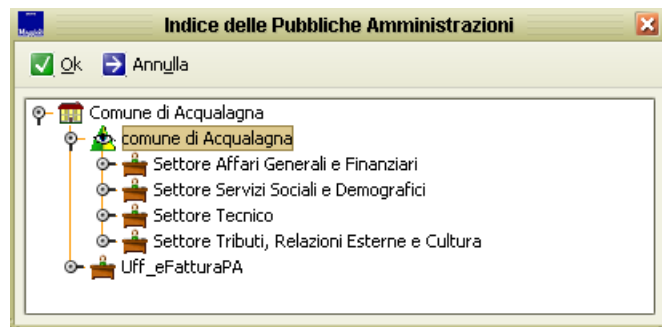 Indice delle Pubbliche Amministrazioni
Ok Annulla
Comune di Acqualagna
comune di Acqualagna
Settore Affari Generali e Finanziari
Settore Servizi Sociali e Demografici
Settore Tecnico
Settore Tributi, Relazioni Esterne e Cultura
Uff_eFatturaPA